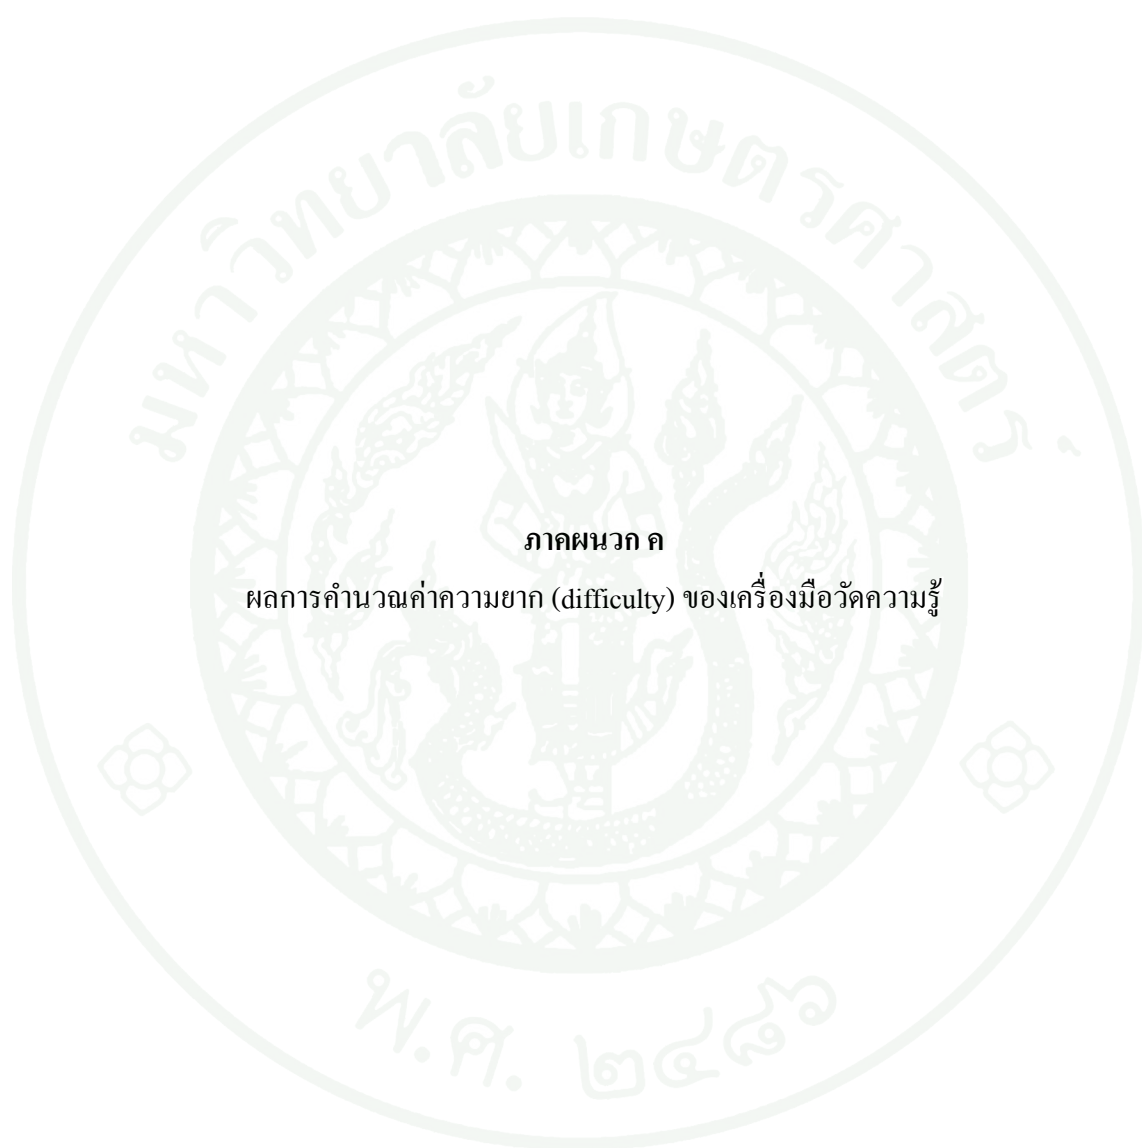 มหาวิทยาลัยเกษตรศาสตร์
ภาคผนวก ค
ผลการคำนวณค่าความยาก (difficulty) ของเครื่องมือวัดความรู้
พ.ศ. ๒๔๘๖